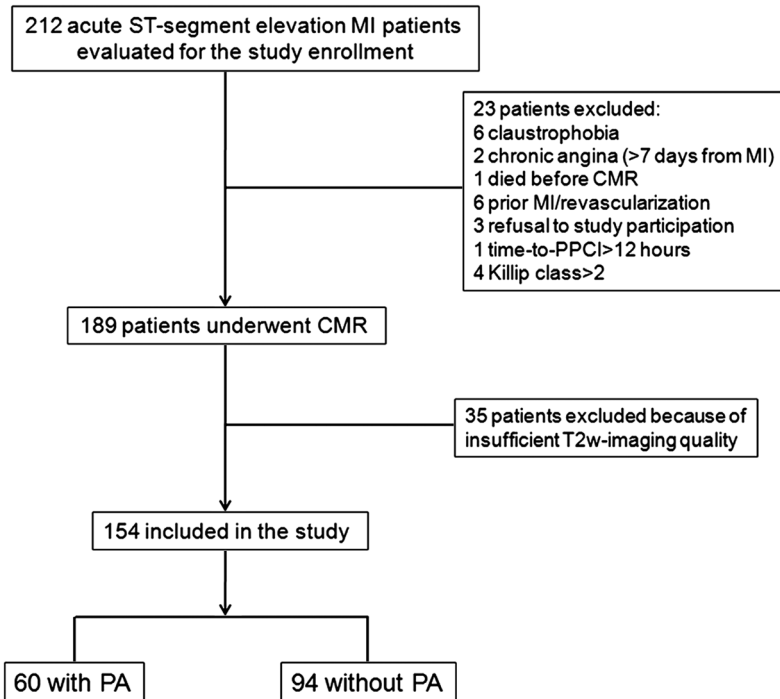 212 acute ST-segment elevation MI patients
evaluated for the study enrollment
23 patients excluded:
6 claustrophobia
2 chronic angina (>7 days from MI)
1 died before CMR
6 prior MI/revascularization
3 refusal to study participation
1 time-to-PPCI>12 hours
4 Killip class>2
189 patients underwent CMR
35 patients excluded because of
insufficient T2w-imaging quality
154 included in the study
60 with PA
94 without PA